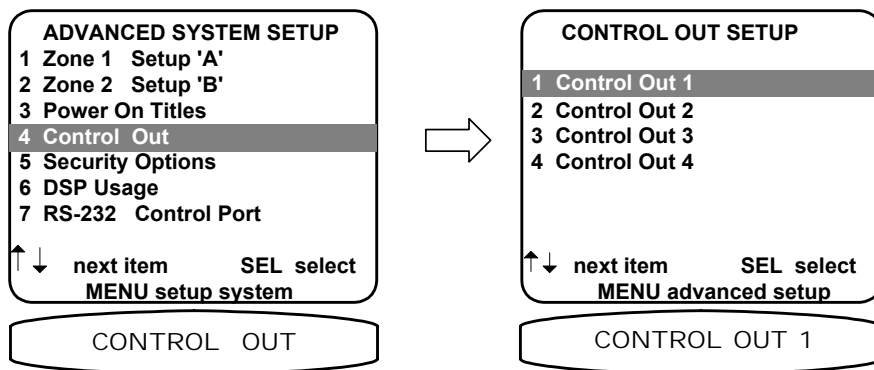 ADVANCED SYSTEM SETUP
1 Zone 1 Setup 'A'
2 Zone 2 Setup 'B'
3 Power On Titles
4 Control Out
5 Security Options
6 DSP Usage
7 RS-232 Control Port
↑↓ next item SEL select
MENU setup system
CONTROL OUT
CONTROL OUT SETUP
1 Control Out 1
2 Control Out 2
3 Control Out 3
4 Control Out 4
↑↓ next item SEL select
MENU advanced setup
CONTROL OUT 1